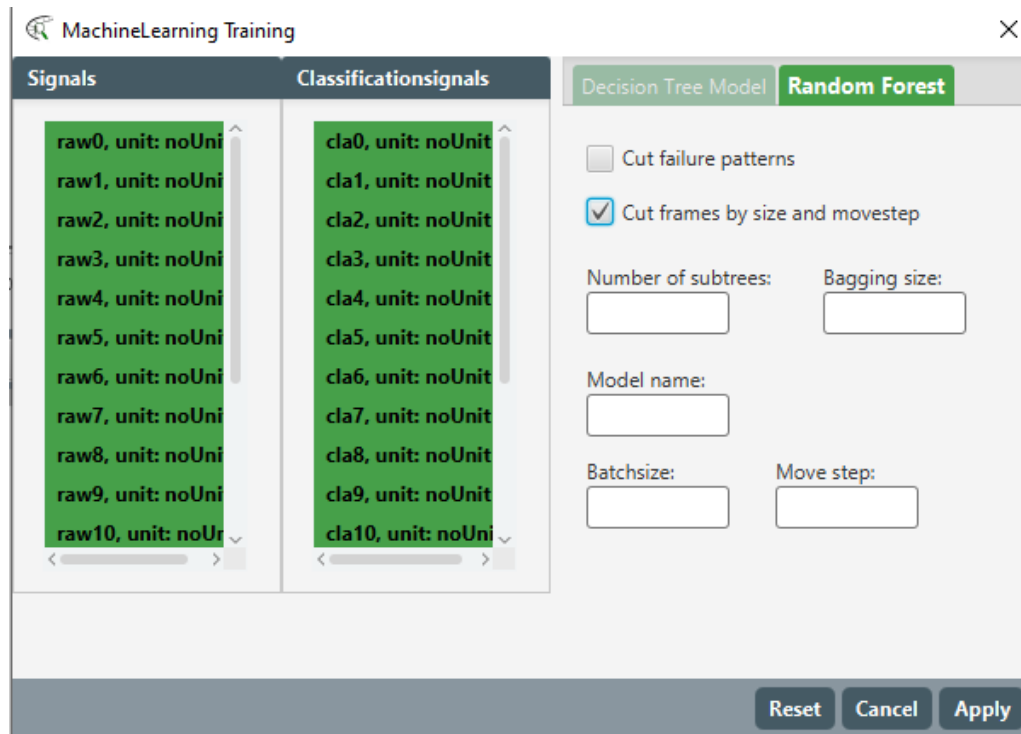 MachineLearning Training
Signals
Classificationsignals
raw0, unit: noUni
raw1, unit: noUni
raw2, unit: noUni
raw3, unit: noUni
raw4, unit: noUni
raw5, unit: noUni
raw6, unit: noUni
raw7, unit: noUni
raw8, unit: noUni
raw9, unit: noUni
raw10, unit: noUr
cla0, unit: noUnit
cla1, unit: noUnit
cla2, unit: noUnit
cla3, unit: noUnit
cla4, unit: noUnit
cla5, unit: noUnit
cla6, unit: noUnit
cla7, unit: noUnit
cla8, unit: noUnit
cla9, unit: noUnit
cla10, unit: noUni
Decision Tree Model
Random Forest
Cut failure patterns
Cut frames by size and movestep
Number of subtrees:
Bagging size:
Model name:
Batchsize:
Move step:
Reset
Cancel
Apply